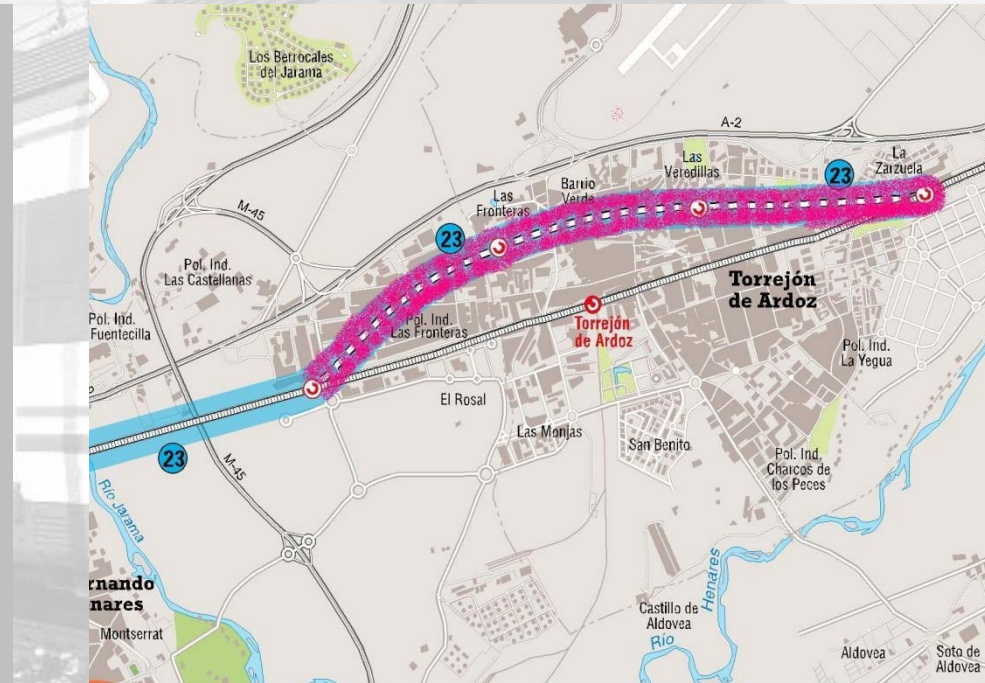 Los Berrocales
del Jarama
A-2
Las
Veredillas
La
Zarzuela
23
Barrio
Verde
Las
Fronteras
M-45
23
Pol. Ind.
Las Castellanas
Torrejón
de Ardoz
Pol. Ind.
Fuentecilla
Pol. Ind.
Las Fronteras
Torrejón
de Ardoz
Pol. Ind.
La Yegua
El Rosal
Las Monjas
San Benito
Pol. Ind.
Charcos de
los Peces
23
M-45
Río Jarama
rnando
nares
Montserrat
Henares
Río
Castillo de
Aldovea
Aldovea
Soto de
Aldovea